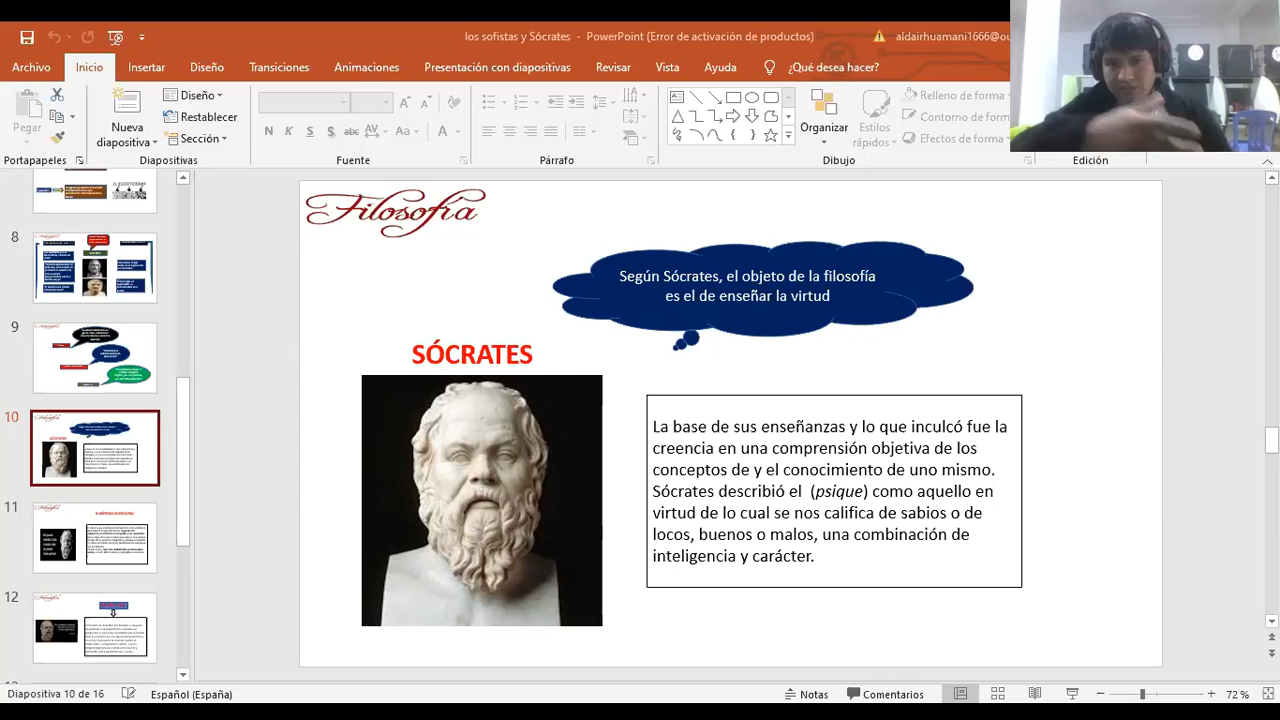 los sofistas y Sócrates - PowerPoint (Error de activación de productos)
aldairhuamani1666@ou
Archivo Inicio Insertar Diseño Transiciones Animaciones Presentación con diapositivas Revisar Vista Ayuda ¿Qué desea hacer?
Pegar
Nueva diapositiva
Diseño
Restablecer
Sección
N K S abc AV Aa A
Organizar
Estilos rápidos
Relleno de forma
Contorno de form
Efectos de forma
Portapapeles Diapositivas Fuente Párrafo Dibujo Edición
8
9
10
11
12
Filosofía
Según Sócrates, el objeto de la filosofía
es el de enseñar la virtud
SÓCRATES
La base de sus enseñanzas y lo que inculcó fue la
creencia en una comprensión objetiva de los
conceptos de y el conocimiento de uno mismo.
Sócrates describió el (psique) como aquello en
virtud de lo cual se nos califica de sabios o de
locos, buenos o malos, una combinación de
inteligencia y carácter.
Diapositiva 10 de 16 Español (España) Notas Comentarios 72 %